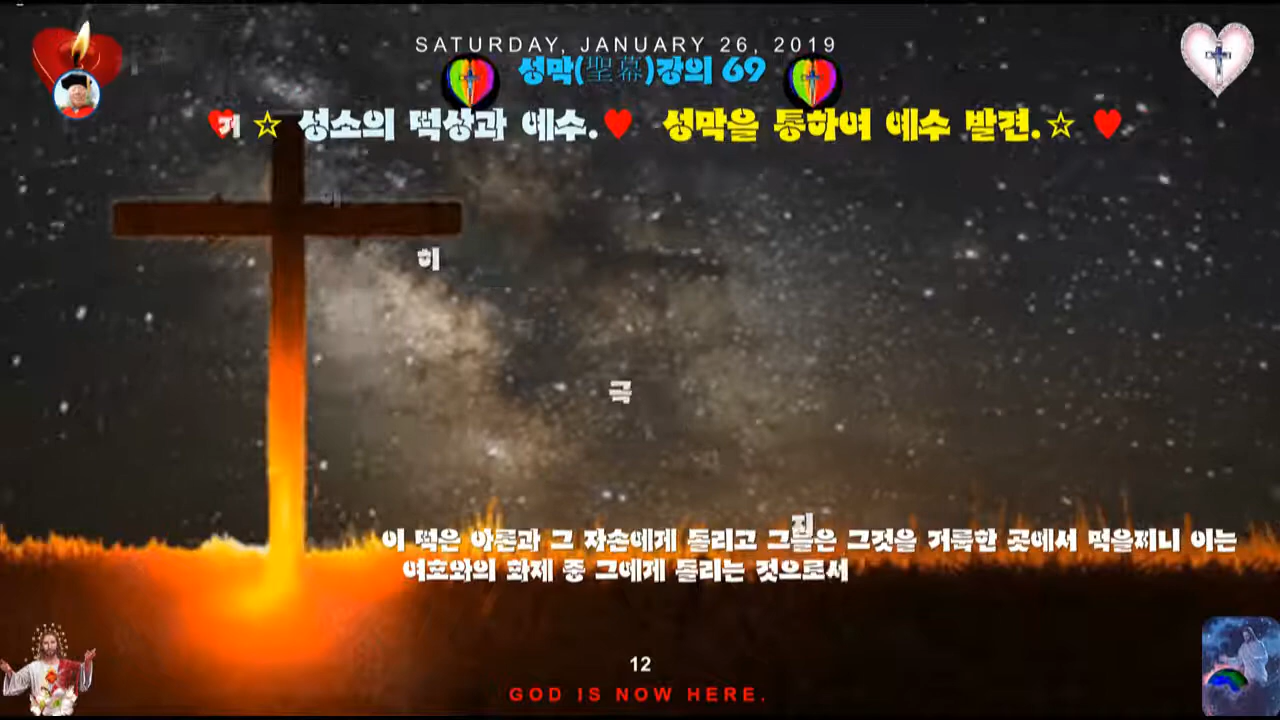 SATURDAY, JANUARY 26, 2019
성막(聖幕)강의 69
거 ☆ 성소의 떡상과 예수. 성막을 통하여 예수 발견.☆
히
극
지
이 떡은 아론과 그 자손에게 돌리고 그들은 그것을 거룩한 곳에서 먹을찌니 이는
여호와의 화제 중 그에게 돌리는 것으로서
12
GOD IS NOW HERE.